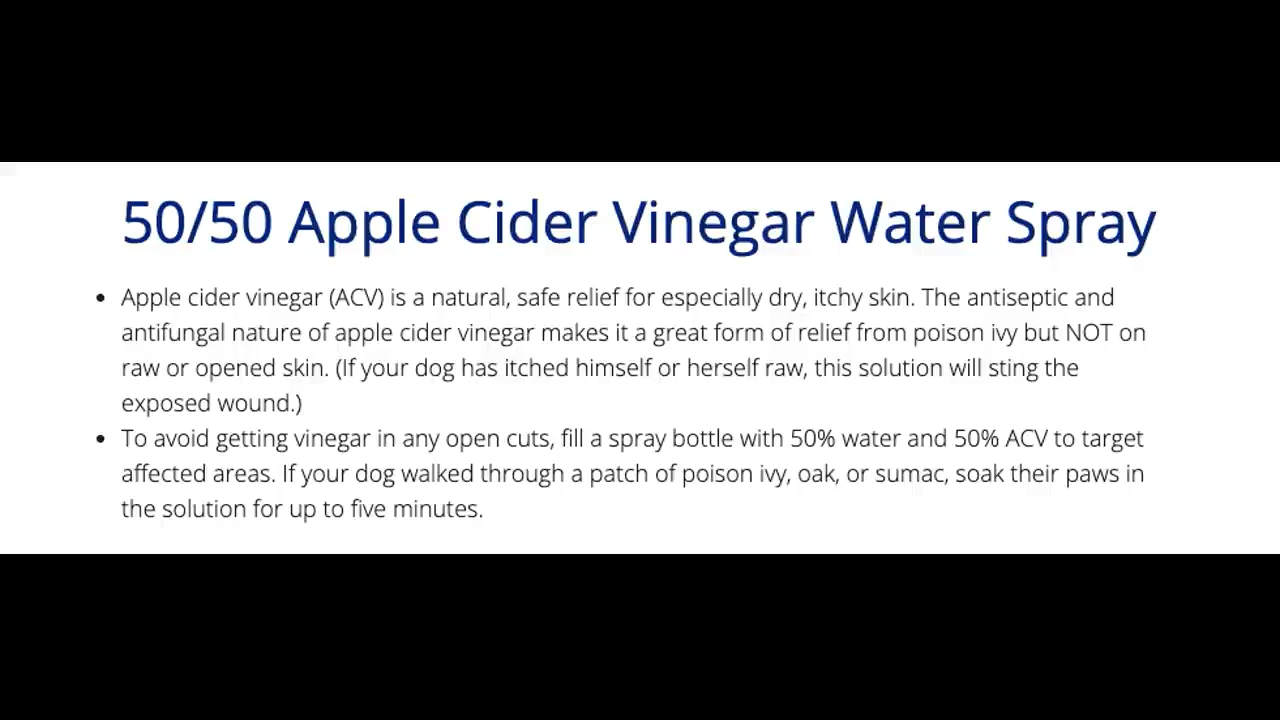 50/50 Apple Cider Vinegar Water Spray
• Apple cider vinegar (ACV) is a natural, safe relief for especially dry, itchy skin. The antiseptic and
antifungal nature of apple cider vinegar makes it a great form of relief from poison ivy but NOT on
raw or opened skin. (If your dog has itched himself or herself raw, this solution will sting the
exposed wound.)
• To avoid getting vinegar in any open cuts, fill a spray bottle with 50% water and 50% ACV to target
affected areas. If your dog walked through a patch of poison ivy, oak, or sumac, soak their paws in
the solution for up to five minutes.